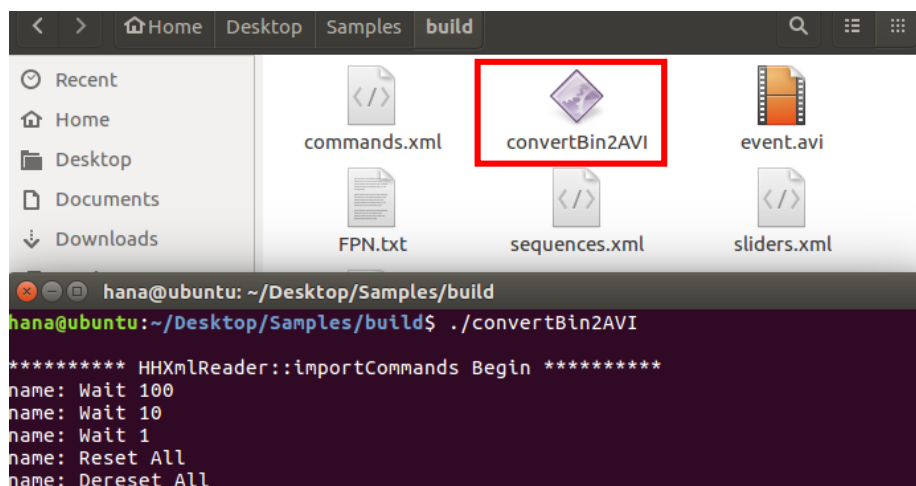 Home Desktop Samples build
Recent
Home
Desktop
Documents
Downloads
commands.xml convertBin2AVI event.avi
FPN.txt sequences.xml sliders.xml
hana@ubuntu: ~/Desktop/Samples/build
hana@ubuntu:~/Desktop/Samples/build$ ./convertBin2AVI
********** HHXmlReader::importCommands Begin **********
name: Wait 100
name: Wait 10
name: Wait 1
name: Reset All
name: Dereset All